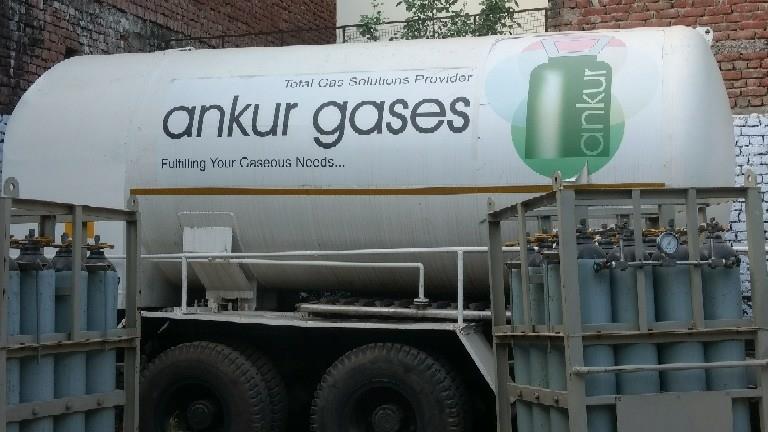 Total Gas Solutions Provider
ankur gases
Fulfilling Your Gaseous Needs...
ankur